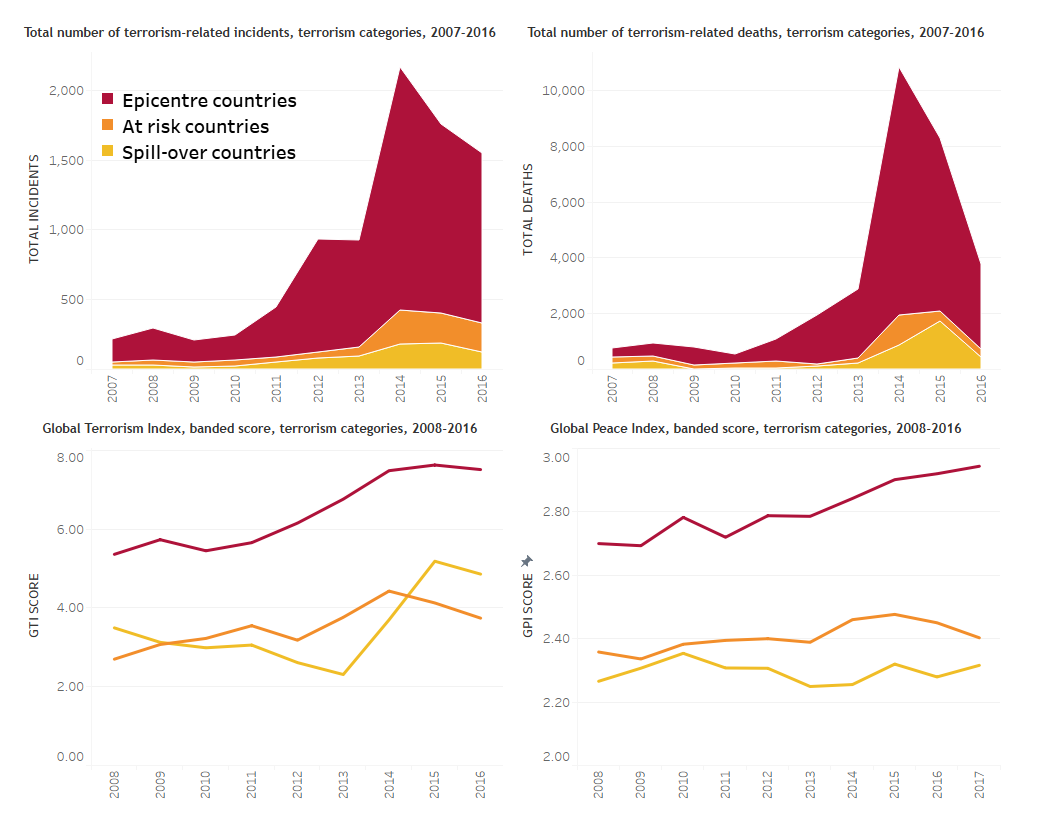 Total number of terrorism-related incidents, terrorism categories, 2007-2016
TOTAL INCIDENTS
2,000
1,500
1,000
500
0
Epicentre countries
At risk countries
Spill-over countries
2007 2008 2009 2010 2011 2012 2013 2014 2015 2016
Total number of terrorism-related deaths, terrorism categories, 2007-2016
TOTAL DEATHS
10,000
8,000
6,000
4,000
2,000
0
2007 2008 2009 2010 2011 2012 2013 2014 2015 2016
Global Terrorism Index, banded score, terrorism categories, 2008-2016
GTI SCORE
8.00
6.00
4.00
2.00
0.00
2008 2009 2010 2011 2012 2013 2014 2015 2016
Global Peace Index, banded score, terrorism categories, 2008-2016
GPI SCORE
3.00
2.80
2.60
2.40
2.20
2.00
2008 2009 2010 2011 2012 2013 2014 2015 2016 2017